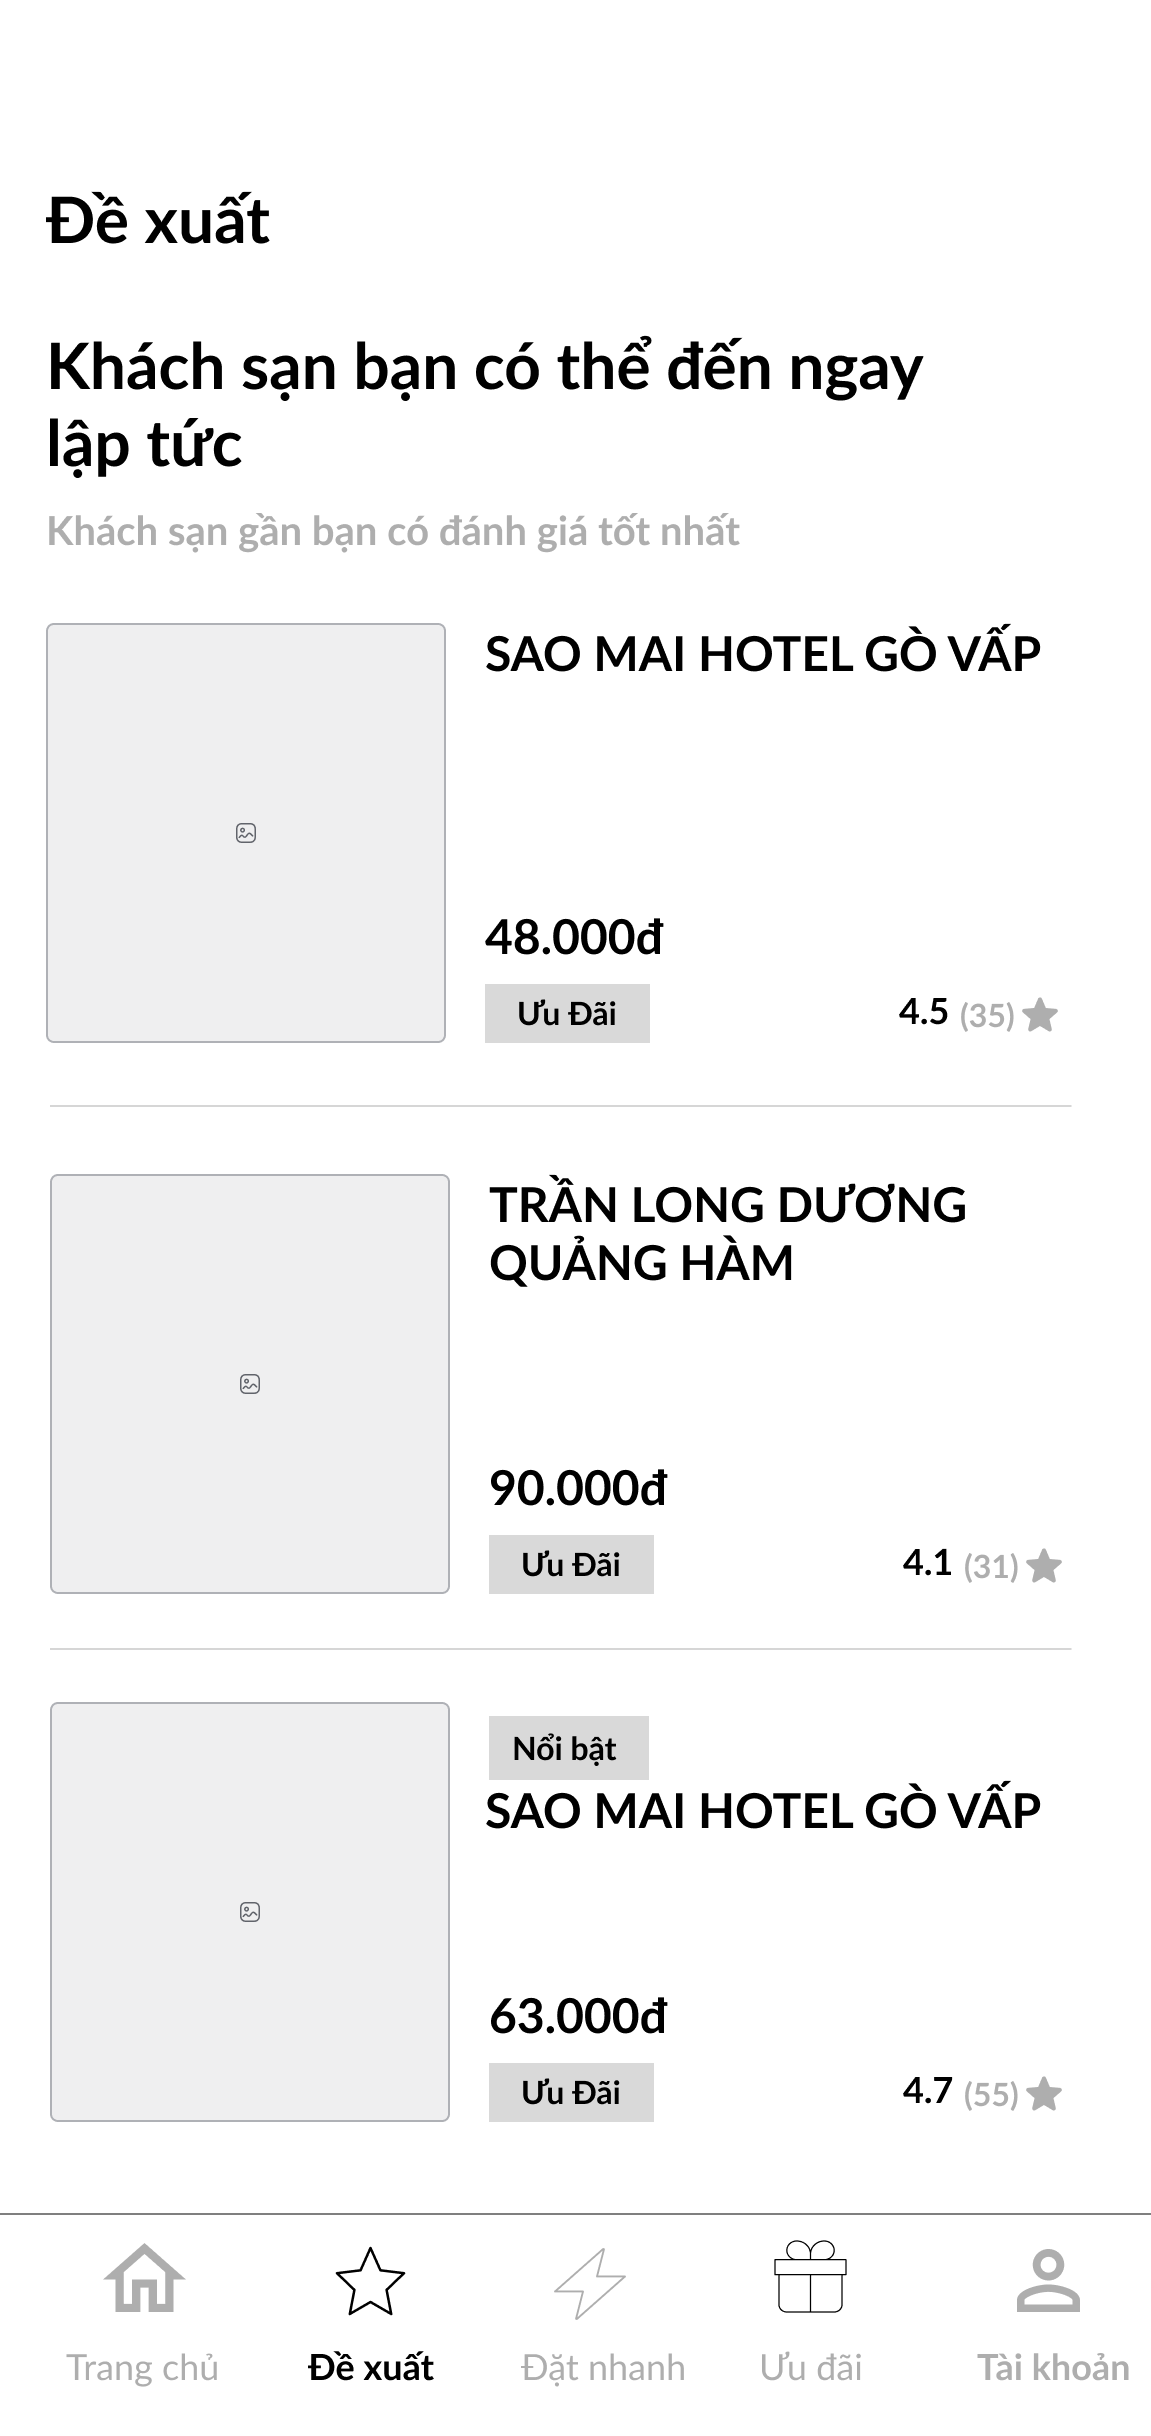 Đề xuất
Khách sạn bạn có thể đến ngay
lập tức
Khách sạn gần bạn có đánh giá tốt nhất
SAO MAI HOTEL GÒ VẤP
48.000đ
Ưu Đãi
4.5 (35)
TRẦN LONG DƯƠNG
QUẢNG HÀM
90.000đ
Ưu Đãi
4.1 (31)
Nổi bật
SAO MAI HOTEL GÒ VẤP
63.000đ
Ưu Đãi
4.7 (55)
Trang chủ
Đề xuất
Đặt nhanh
Ưu đãi
Tài khoản